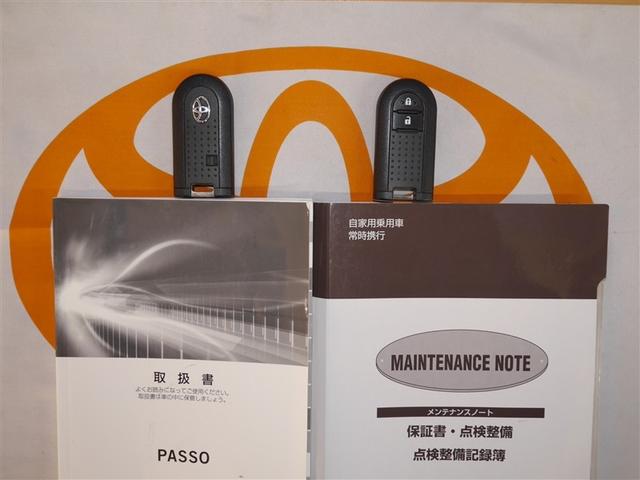 取扱書
よくお読みになってご使用ください。
取扱書は車の中に保管しましょう。
PASSO
自家用乗用車
常時携行
MAINTENANCE NOTE
メンテナンスノート
保証書・点検整備
点検整備記録簿